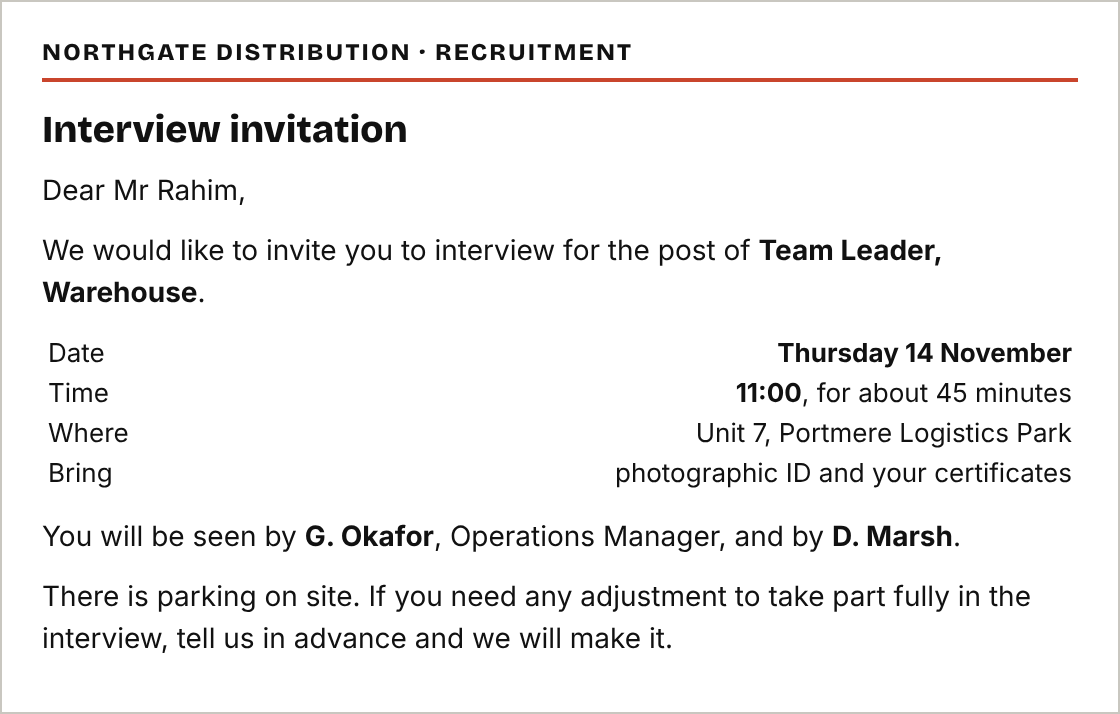 NORTHGATE DISTRIBUTION · RECRUITMENT
Interview invitation
Dear Mr Rahim,
We would like to invite you to interview for the post of Team Leader,
Warehouse.
Date Thursday 14 November
Time 11:00, for about 45 minutes
Where Unit 7, Portmere Logistics Park
Bring photographic ID and your certificates
You will be seen by G. Okafor, Operations Manager, and by D. Marsh.
There is parking on site. If you need any adjustment to take part fully in the
interview, tell us in advance and we will make it.